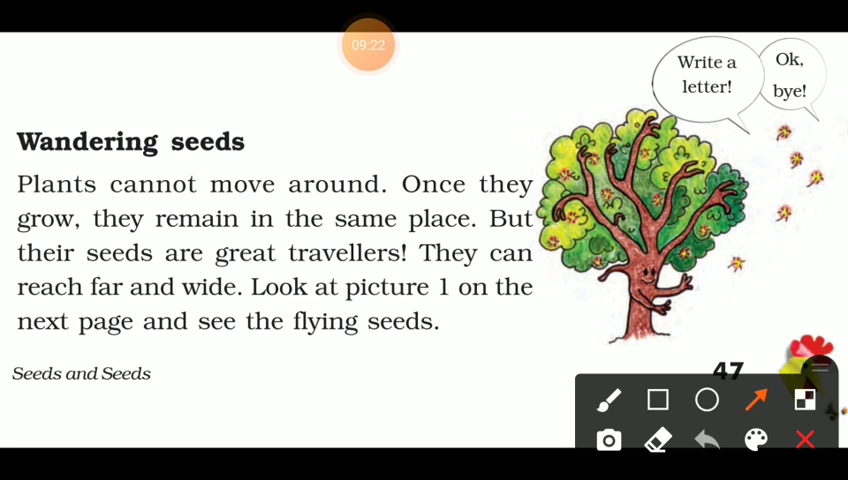 09:22
Write a
letter!
Ok,
bye!
Wandering seeds
Plants cannot move around. Once they
grow, they remain in the same place. But
their seeds are great travellers! They can
reach far and wide. Look at picture 1 on the
next page and see the flying seeds.
Seeds and Seeds
47